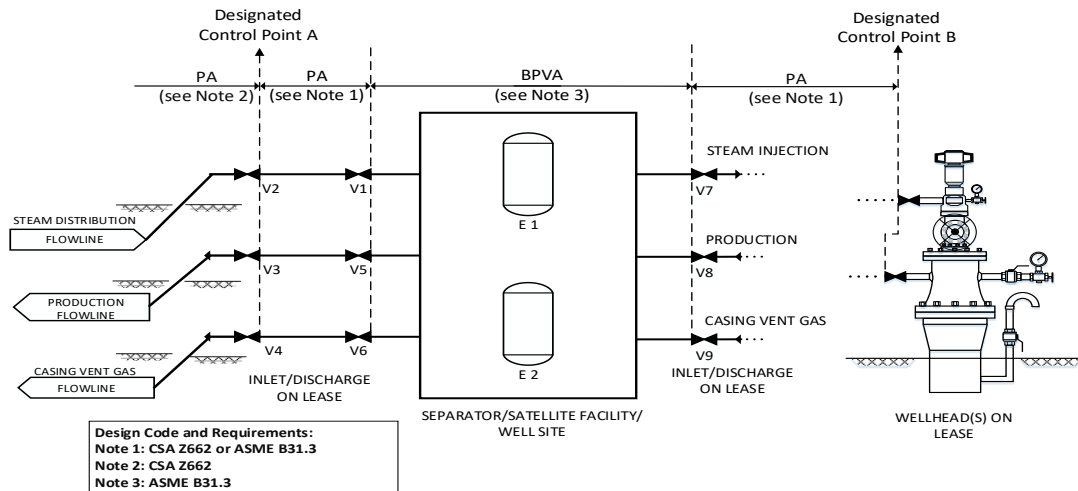 Designated
Control Point A
Designated
Control Point B
PA
(see Note 2)
PA
(see Note 1)
BPVA
(see Note 3)
PA
(see Note 1)
STEAM INJECTION
V2
V1
V7
E 1
STEAM DISTRIBUTION
FLOWLINE
PRODUCTION
V3
V5
V8
PRODUCTION
FLOWLINE
CASING VENT GAS
V4
V6
V9
E 2
CASING VENT GAS
FLOWLINE
INLET/DISCHARGE
ON LEASE
INLET/DISCHARGE
ON LEASE
SEPARATOR/SATELLITE FACILITY/
WELL SITE
WELLHEAD(S) ON
LEASE
Design Code and Requirements:
Note 1: CSA Z662 or ASME B31.3
Note 2: CSA Z662
Note 3: ASME B31.3